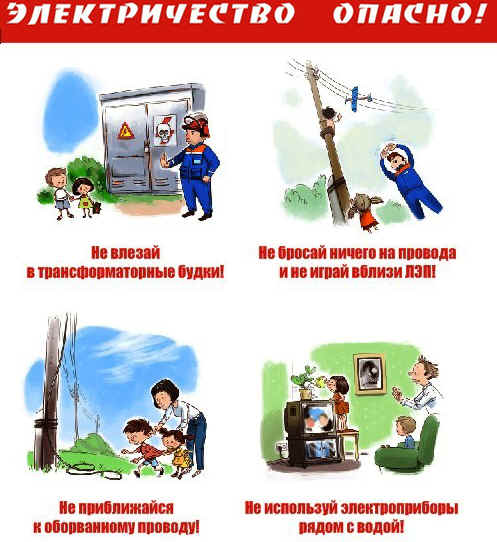 ЭЛЕКТРИЧЕСТВО ОПАСНО!
Не влезай
в трансформаторные будки!
Не бросай ничего на провода
и не играй вблизи ЛЭП!
Не приближайся
к оборванному проводу!
Не используй электроприборы
рядом с водой!